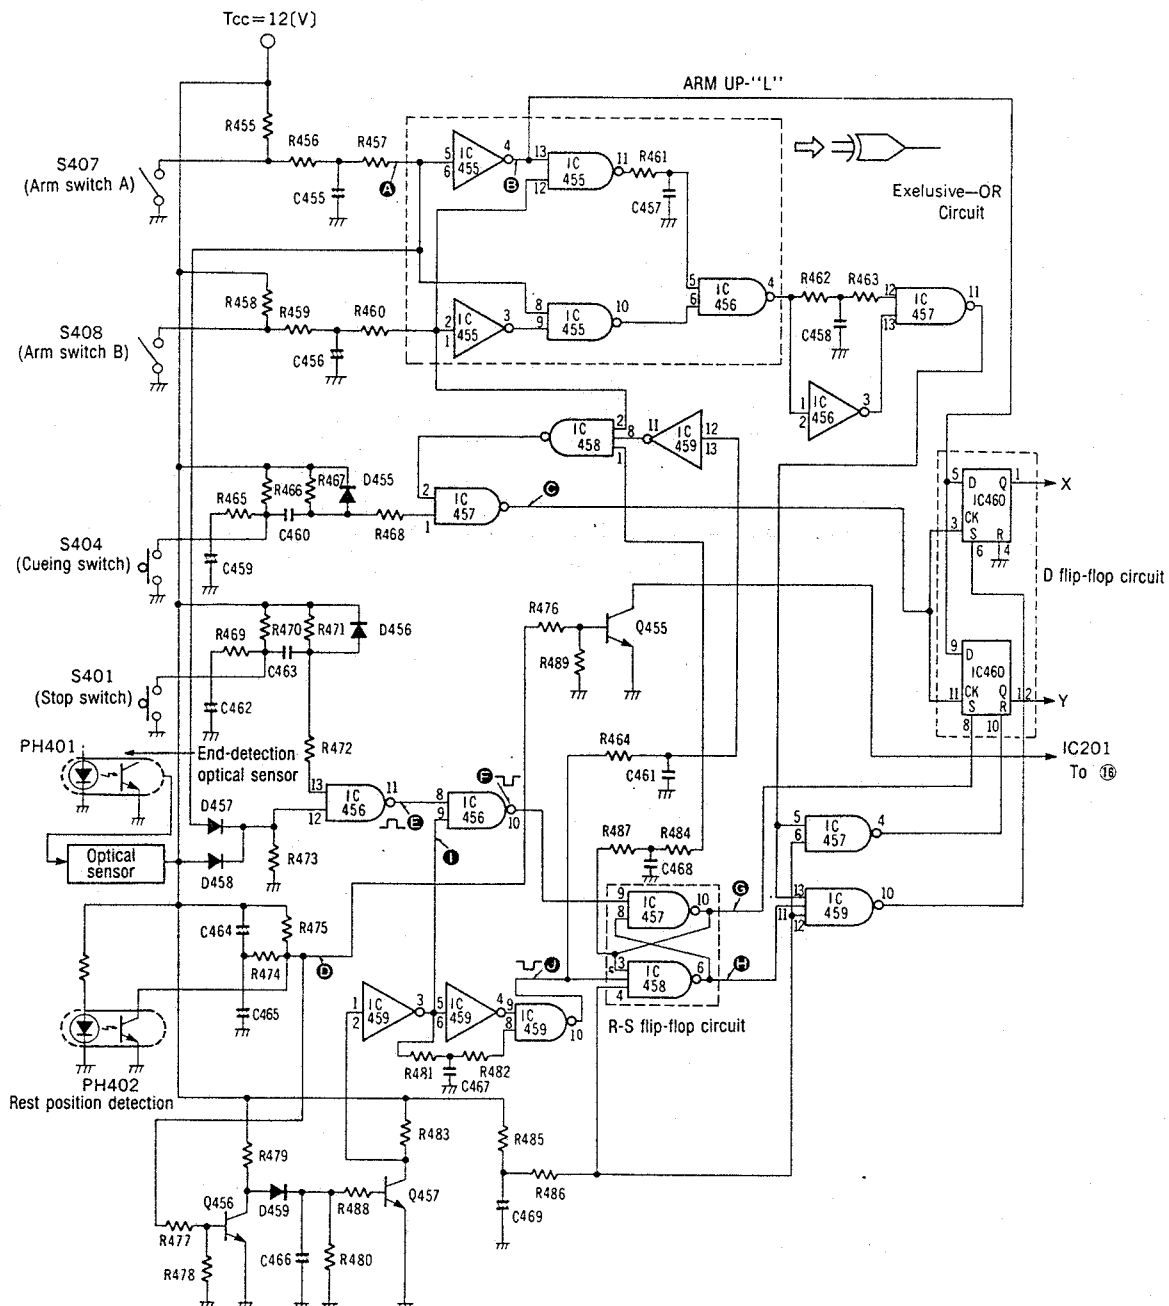 Tcc=12(V)
ARM UP-"L"
R455
R456
R457
S407
(Arm switch A)
C455
A
5
6
IC
455
4
B
13
12
IC
455
11
R461
C457
Exelusive—OR
Circuit
R458
R459
R460
S408
(Arm switch B)
C456
2
1
IC
455
3
8
9
IC
455
10
5
6
IC
456
4
R462
R463
C458
12
13
IC
457
11
1
2
IC
456
3
IC
458
2
8
1
11
IC
459
12
13
R465
R466
R467
D455
C460
R468
2
1
IC
457
C
S404
(Cueing switch)
C459
5
D
Q
1
X
IC460
3
CK
S
R
6
4
D flip-flop circuit
R469
R470
R471
D456
C463
R476
Q455
R489
S401
(Stop switch)
C462
9
D
IC460
11
CK
Q
12
Y
S
R
8
10
PH401
End-detection
optical sensor
R472
R464
C461
IC201
To ⑯
D457
13
12
IC
456
11
E
8
9
IC
456
F
10
I
Optical
sensor
D458
R473
R487
R484
C468
5
6
IC
457
4
9
8
IC
457
10
G
13
11
12
IC
459
10
C464
R475
R474
D
C465
J
3
5
4
IC
458
6
H
R-S flip-flop circuit
1
2
IC
459
3
5
6
IC
459
4
9
8
IC
459
10
R481
R482
C467
PH402
Rest position detection
R479
R483
R485
R486
C469
Q456
D459
R488
Q457
R477
R478
C466
R480